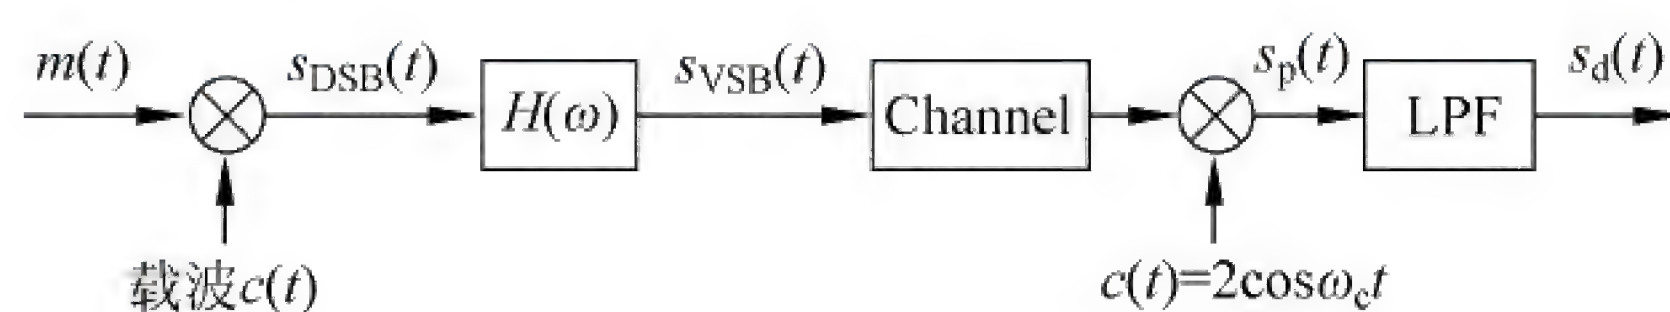 m(t)
s_DSB(t)
H(ω)
s_VSB(t)
Channel
s_p(t)
LPF
s_d(t)
载波c(t)
c(t)=2cosω_ct